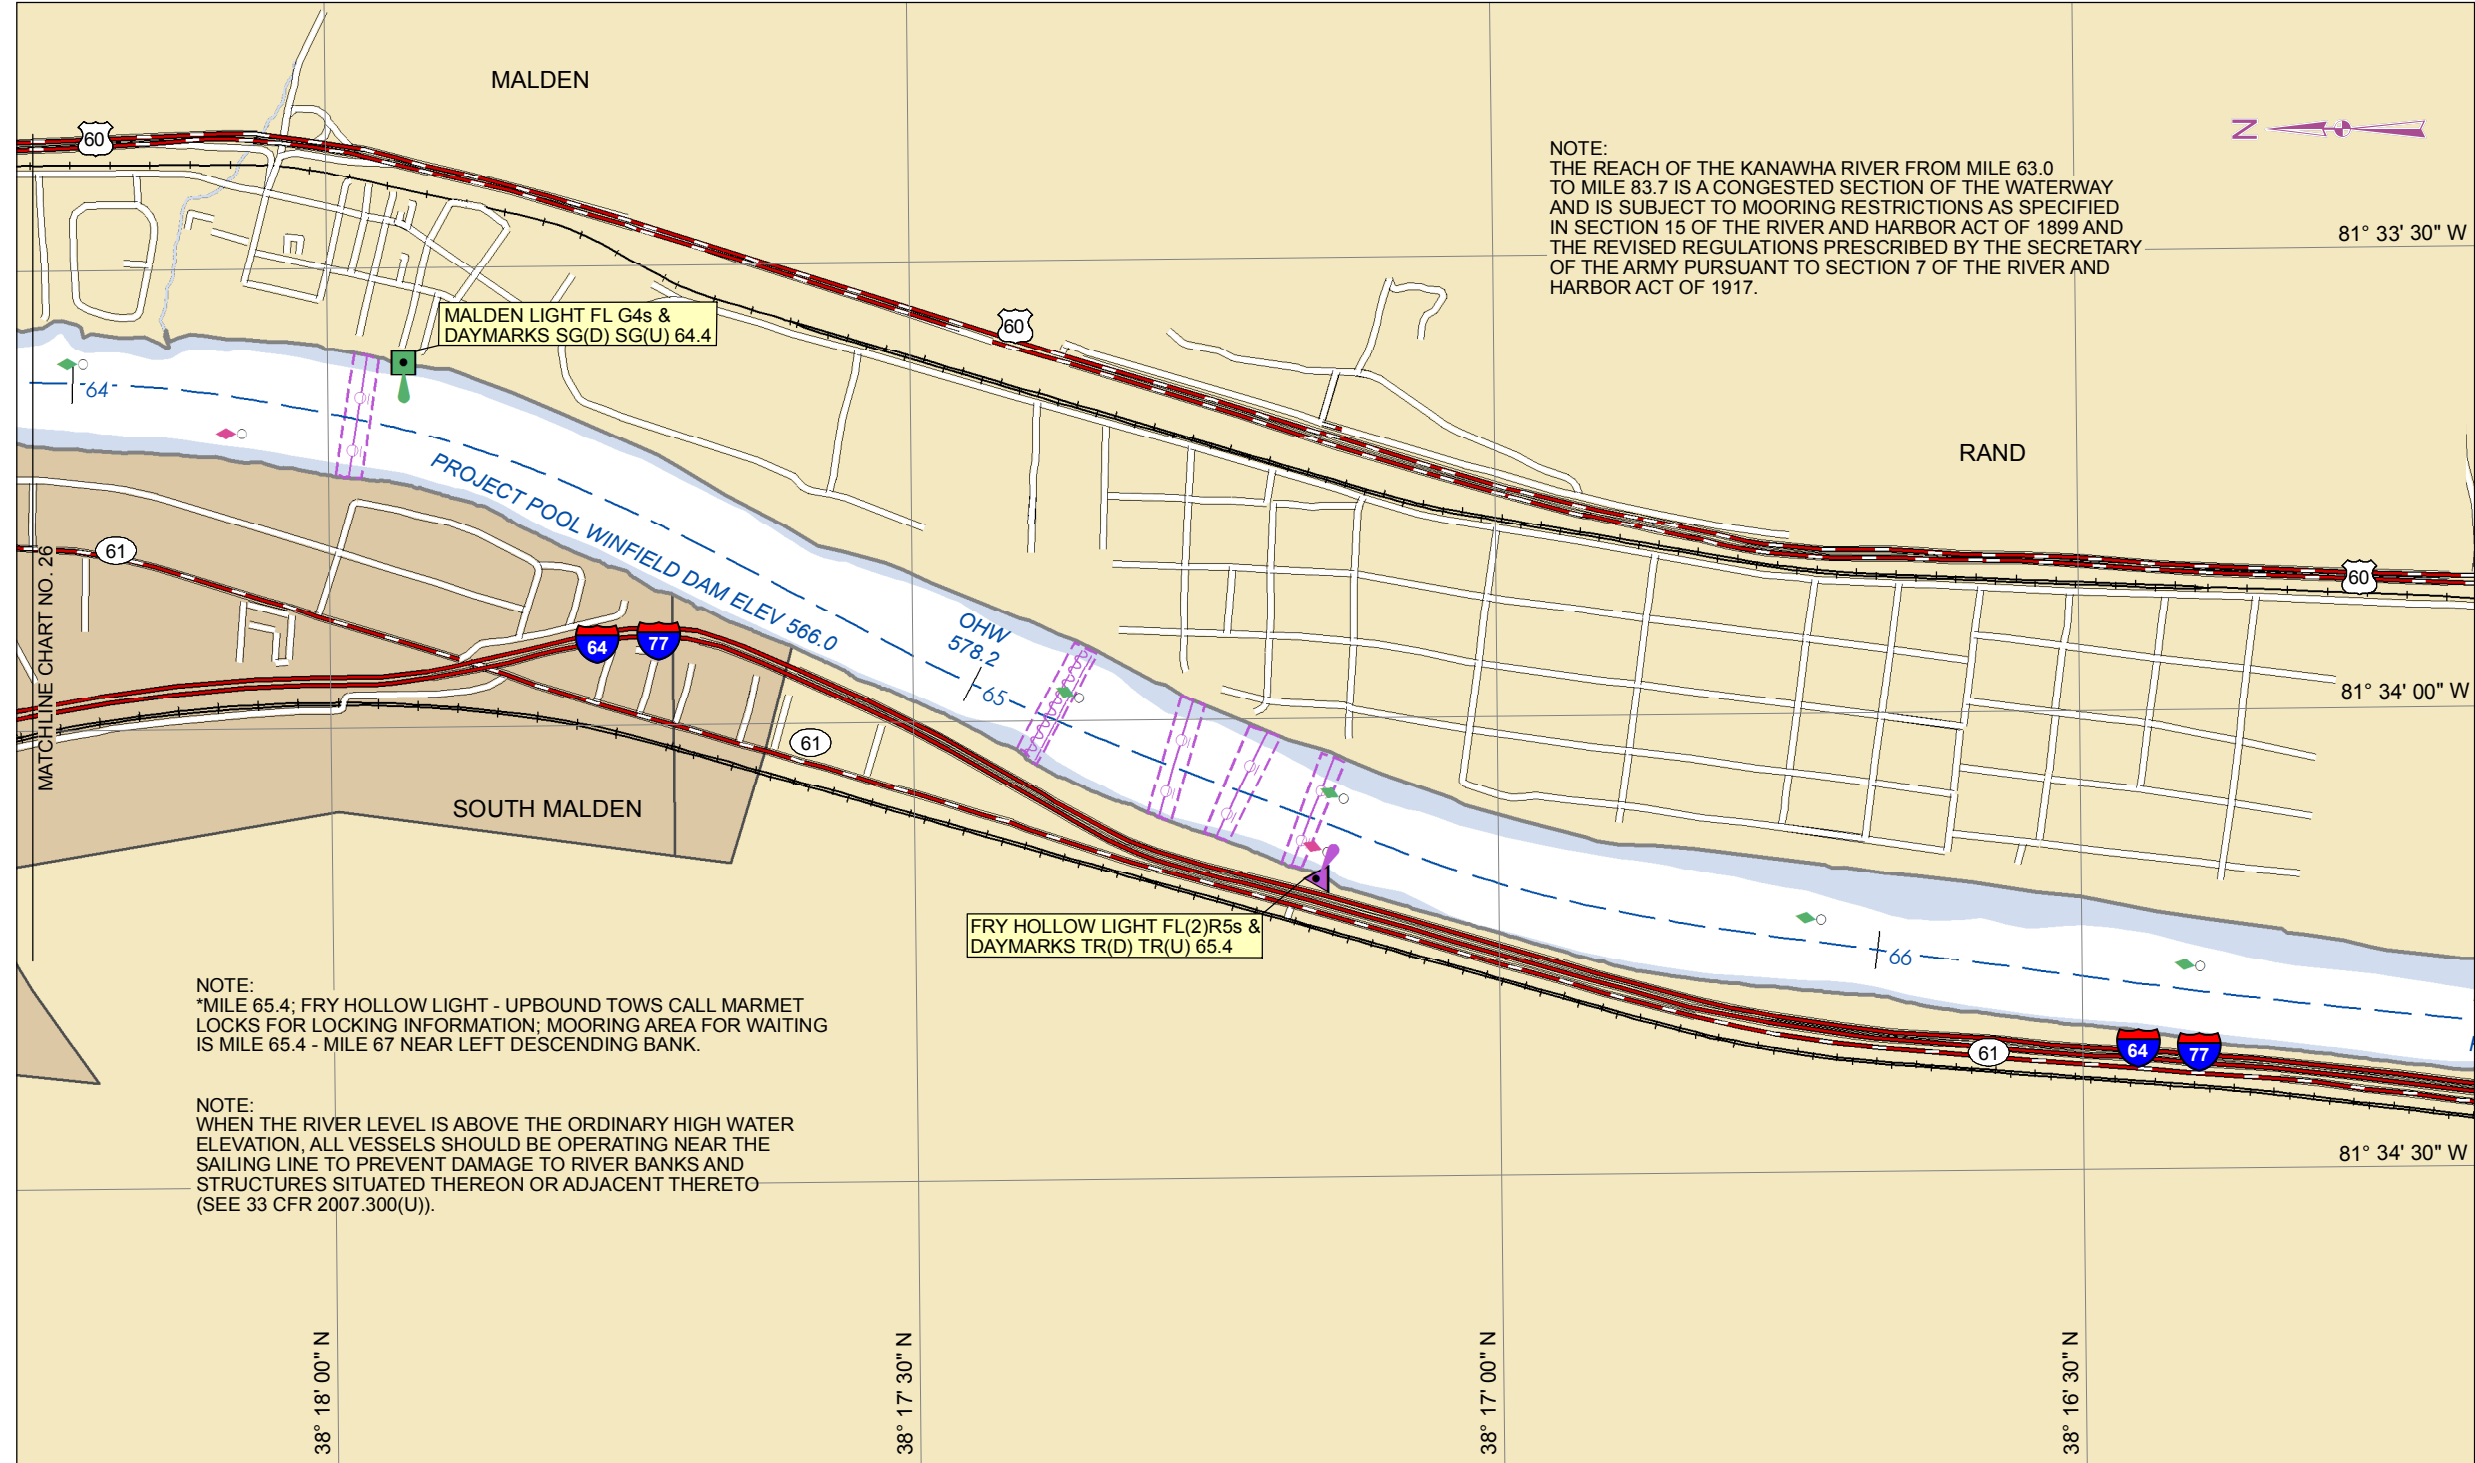 MALDEN
60
N
NOTE:
THE REACH OF THE KANAWHA RIVER FROM MILE 63.0
TO MILE 83.7 IS A CONGESTED SECTION OF THE WATERWAY
AND IS SUBJECT TO MOORING RESTRICTIONS AS SPECIFIED
IN SECTION 15 OF THE RIVER AND HARBOR ACT OF 1899 AND
THE REVISED REGULATIONS PRESCRIBED BY THE SECRETARY
OF THE ARMY PURSUANT TO SECTION 7 OF THE RIVER AND
HARBOR ACT OF 1917.
81° 33' 30" W
MALDEN LIGHT FL G4s &
DAYMARKS SG(D) SG(U) 64.4
60
64
RAND
PROJECT POOL WINFIELD DAM ELEV 566.0
61
MATCHLINE CHART NO. 26
60
OHW
578.2
64
77
65
81° 34' 00" W
61
SOUTH MALDEN
FRY HOLLOW LIGHT FL(2)R5s &
DAYMARKS TR(D) TR(U) 65.4
66
NOTE:
*MILE 65.4; FRY HOLLOW LIGHT - UPBOUND TOWS CALL MARMET
LOCKS FOR LOCKING INFORMATION; MOORING AREA FOR WAITING
IS MILE 65.4 - MILE 67 NEAR LEFT DESCENDING BANK.
61
64
77
NOTE:
WHEN THE RIVER LEVEL IS ABOVE THE ORDINARY HIGH WATER
ELEVATION, ALL VESSELS SHOULD BE OPERATING NEAR THE
SAILING LINE TO PREVENT DAMAGE TO RIVER BANKS AND
STRUCTURES SITUATED THEREON OR ADJACENT THERETO
(SEE 33 CFR 2007.300(U)).
81° 34' 30" W
38° 18' 00" N
38° 17' 30" N
38° 17' 00" N
38° 16' 30" N